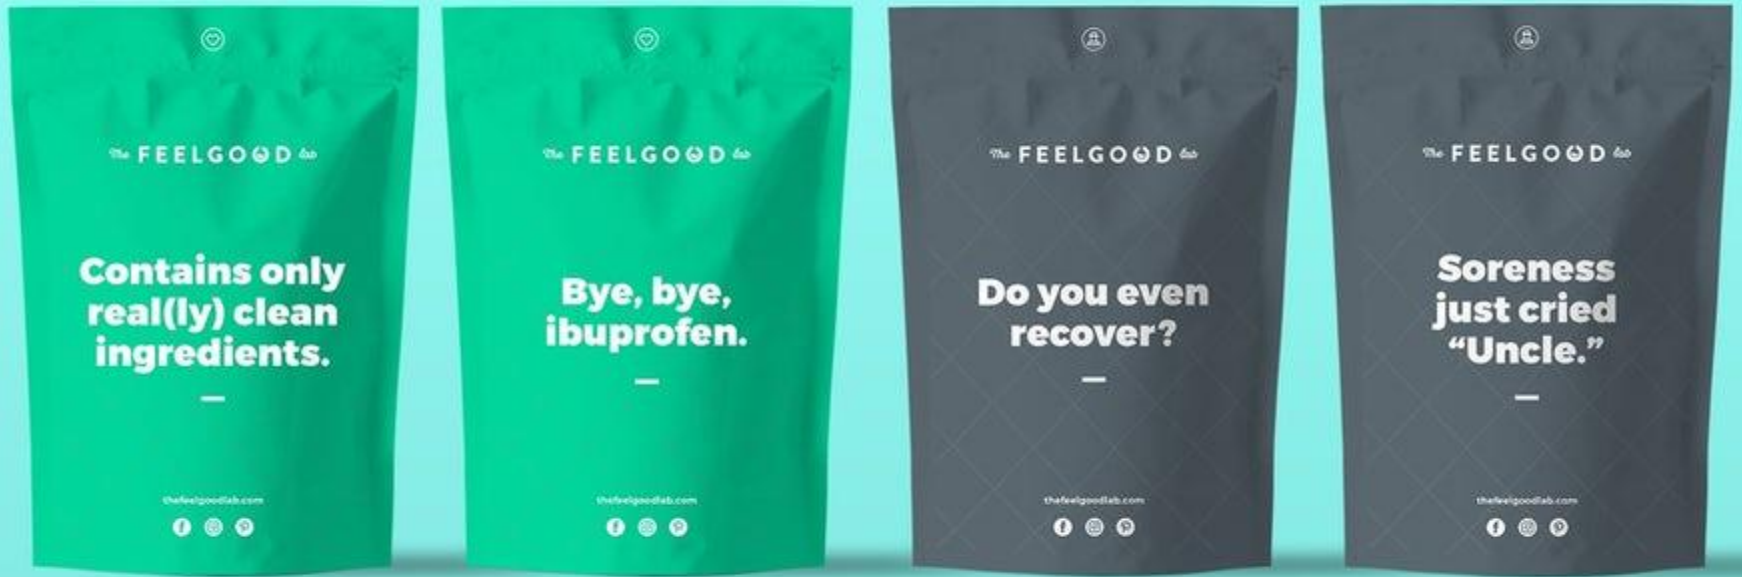 The FEELGOOD lab
Contains only
real(ly) clean
ingredients.
thefeelgoodlab.com
The FEELGOOD lab
Bye, bye,
ibuprofen.
thefeelgoodlab.com
The FEELGOOD lab
Do you even
recover?
thefeelgoodlab.com
The FEELGOOD lab
Soreness
just cried
“Uncle.”
thefeelgoodlab.com